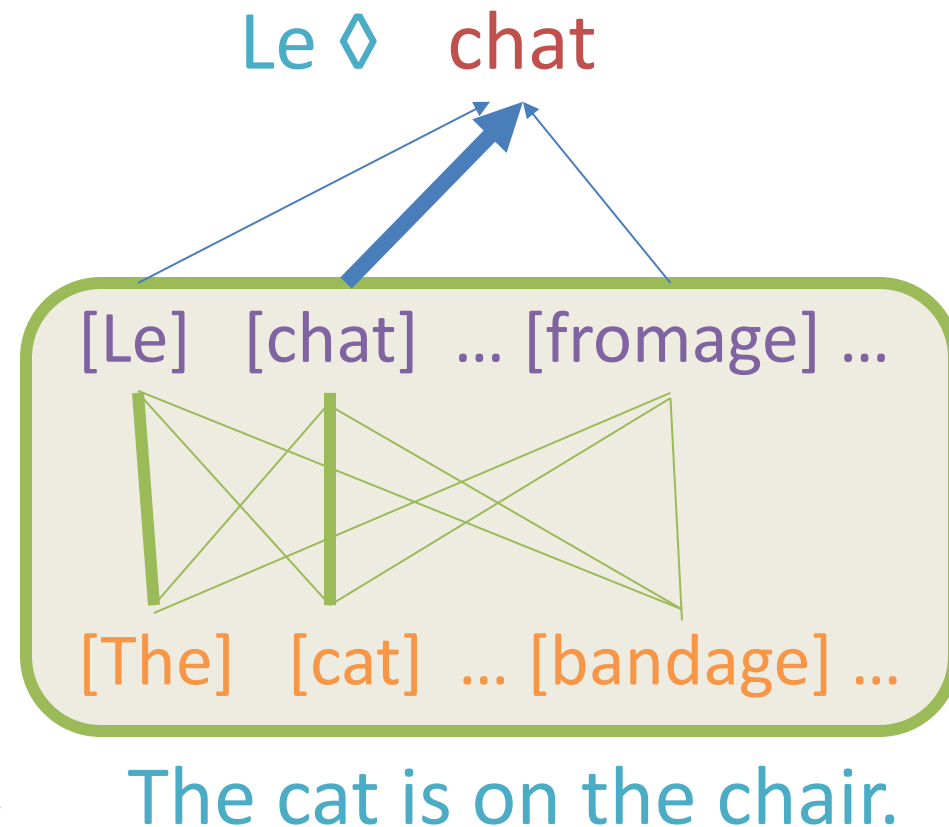 Le ◊ chat
[Le] [chat] ... [fromage] ...
[The] [cat] ... [bandage] ...
The cat is on the chair.